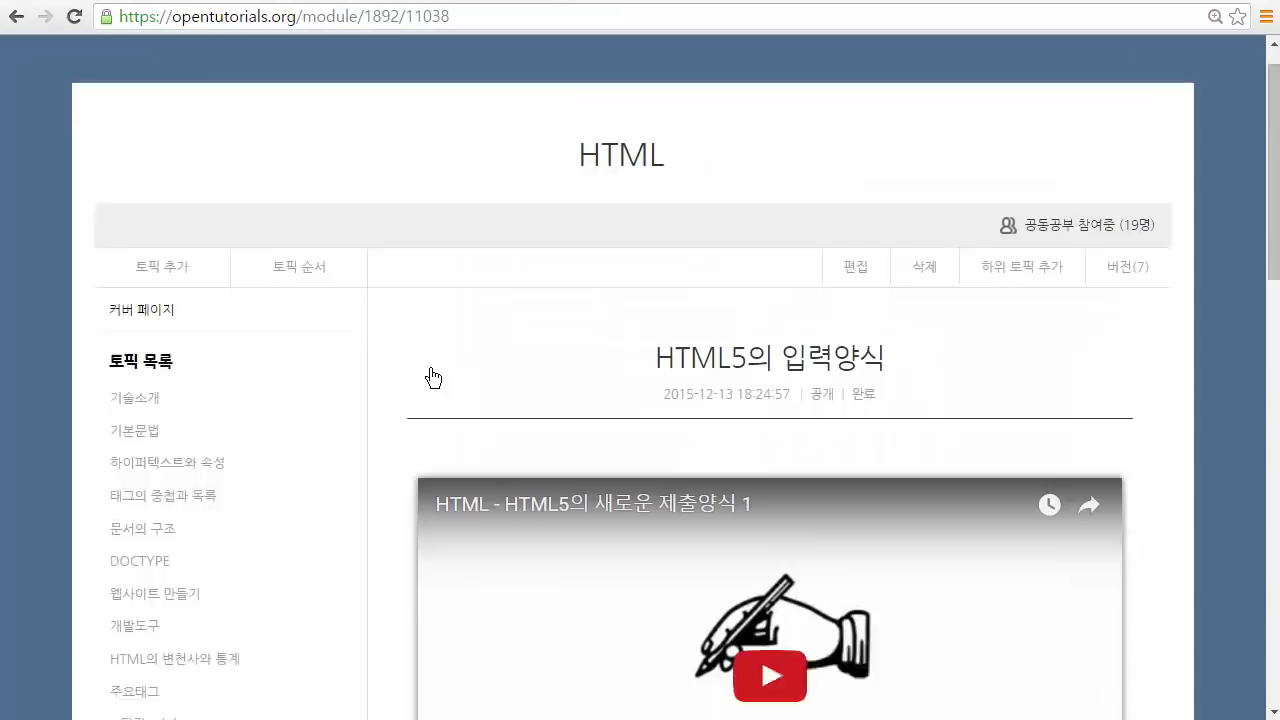 https://opentutorials.org/module/1892/11038
HTML
공동공부 참여중 (19명)
토픽 추가
토픽 순서
편집
삭제
하위 토픽 추가
버전(7)
커버 페이지
토픽 목록
기술소개
기본문법
하이퍼텍스트와 속성
태그의 중첩과 목록
문서의 구조
DOCTYPE
웹사이트 만들기
개발도구
HTML의 변천사와 통계
주요태그
HTML5의 입력양식
2015-12-13 18:24:57 | 공개 | 완료
HTML - HTML5의 새로운 제출양식 1